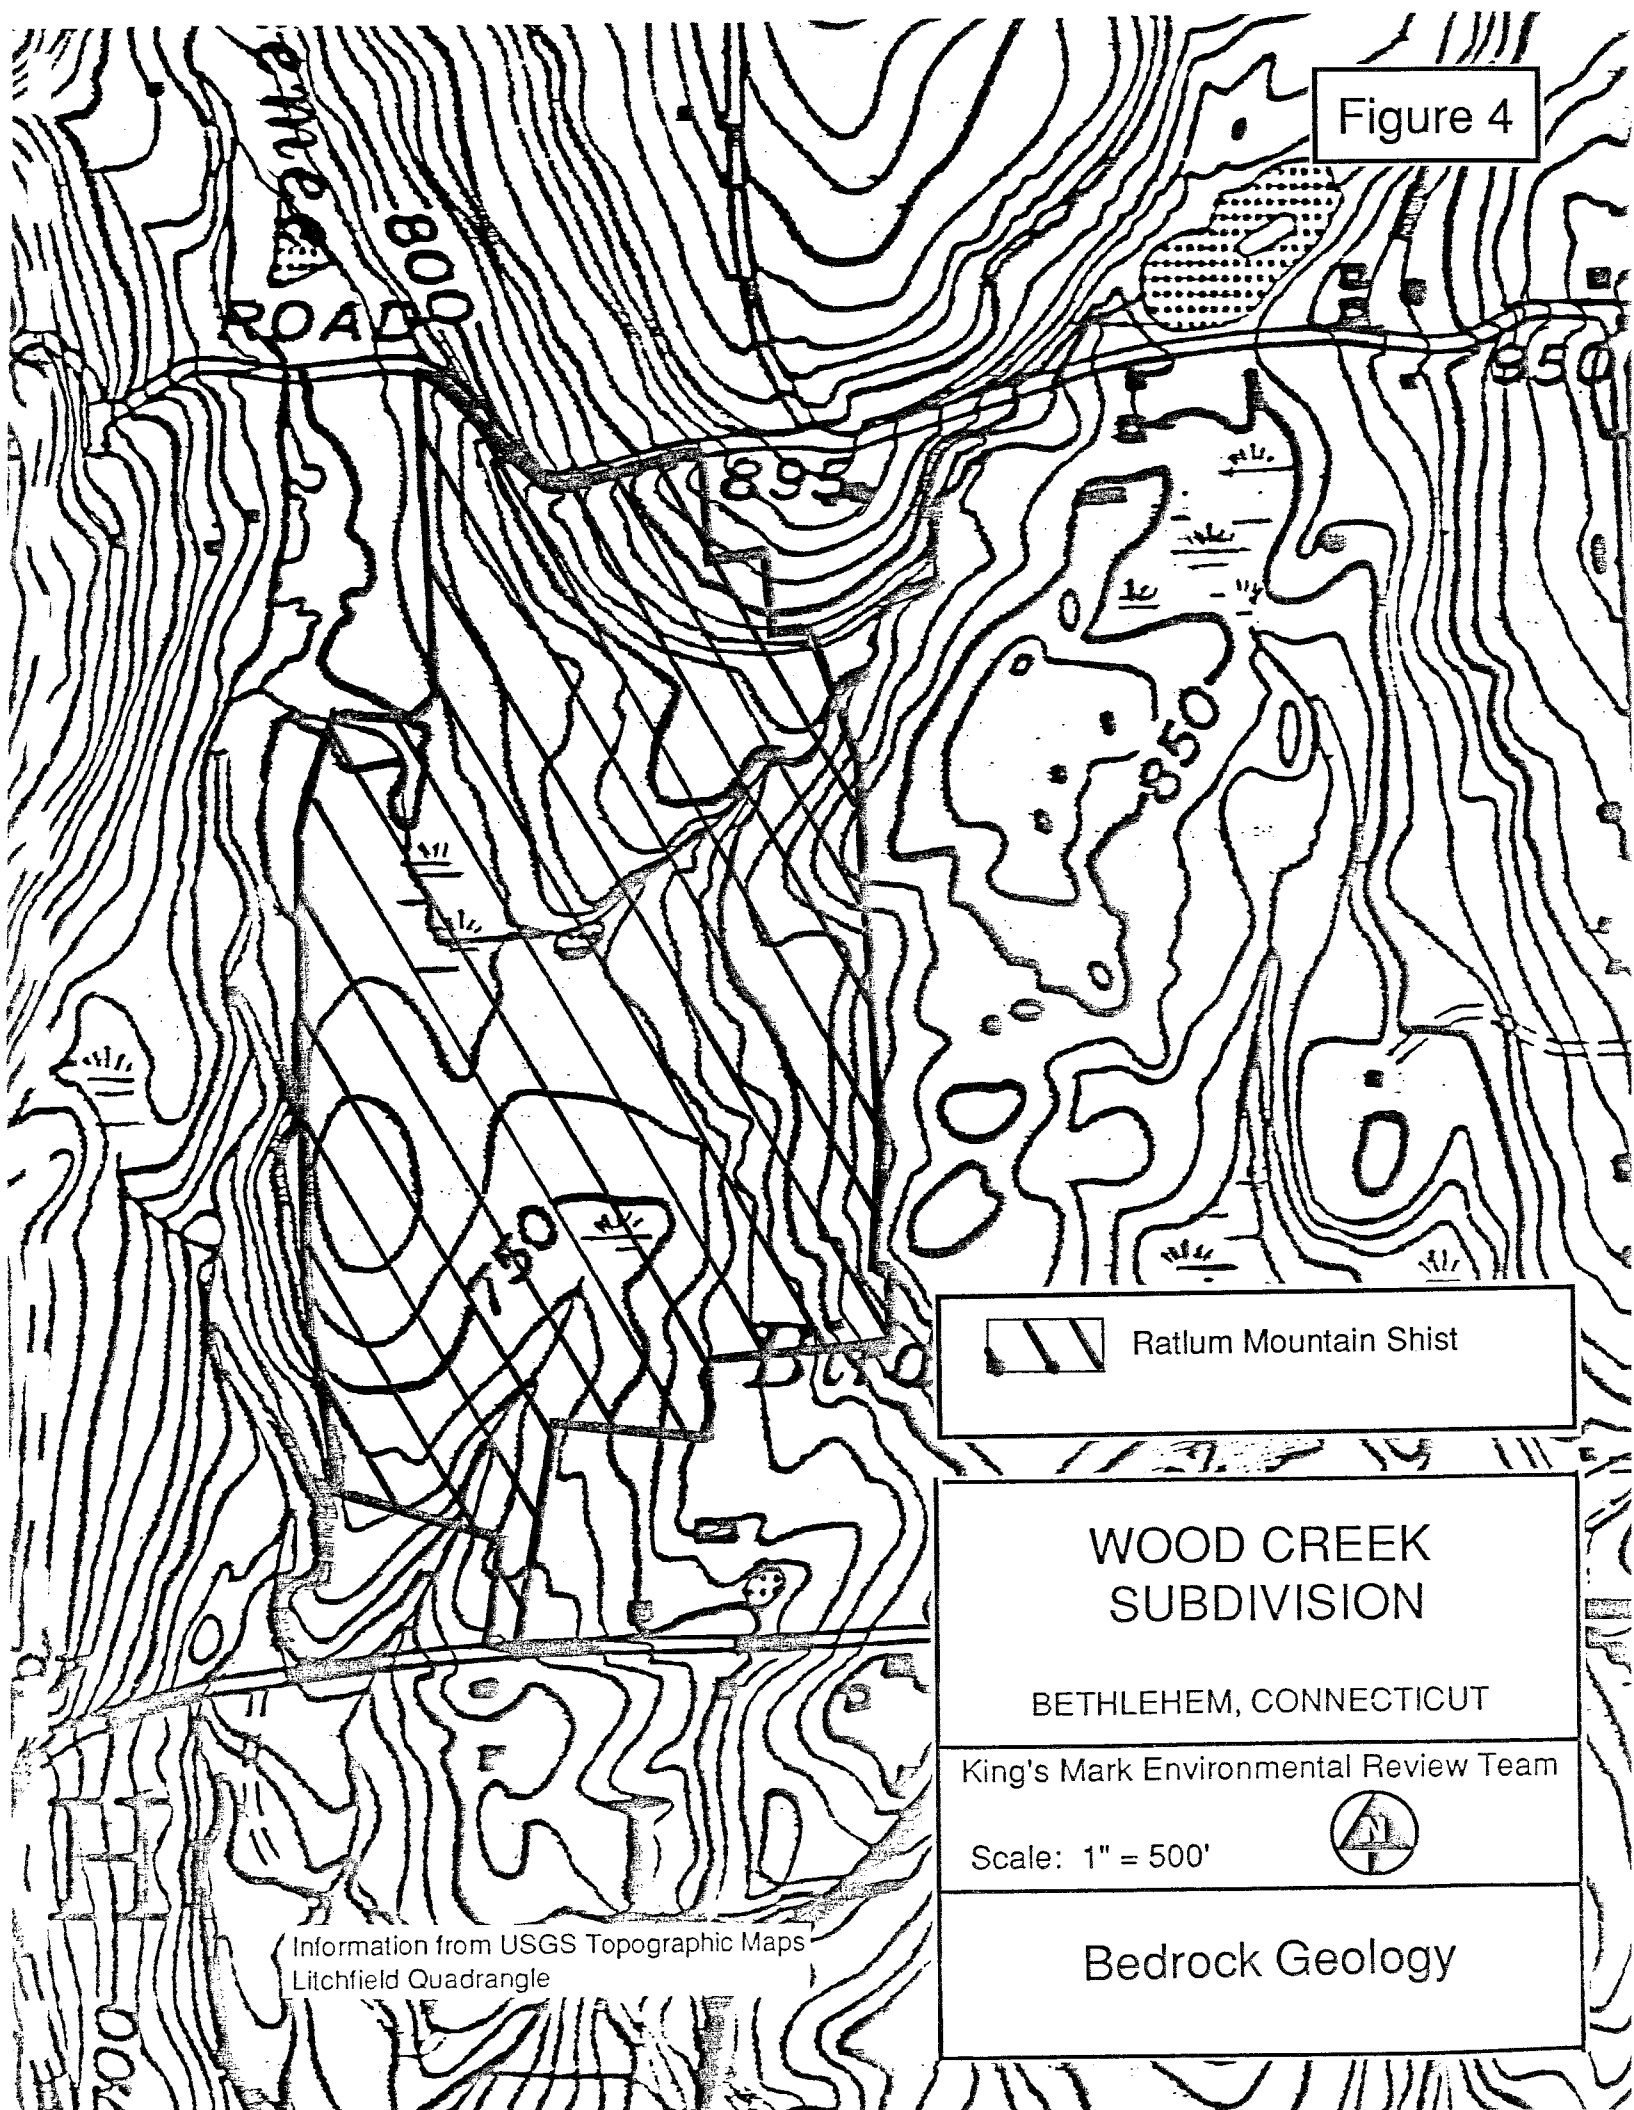 Figure 4
800
ROAD
850
895
850
750
Ratlum Mountain Shist
WOOD CREEK
SUBDIVISION
BETHLEHEM, CONNECTICUT
King's Mark Environmental Review Team
N
Scale: 1" = 500'
Bedrock Geology
Information from USGS Topographic Maps
Litchfield Quadrangle